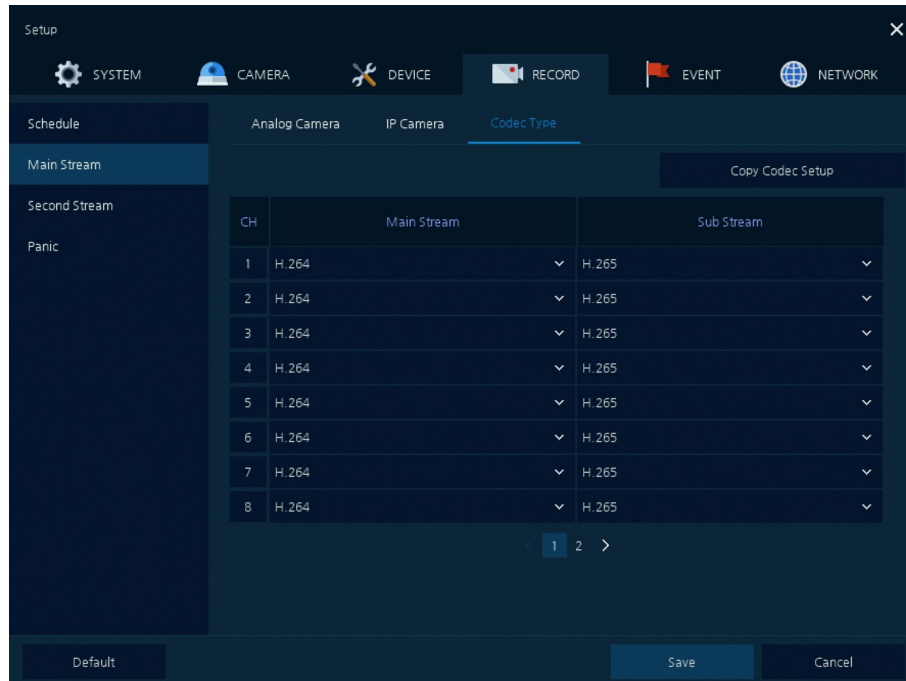 Setup
SYSTEM CAMERA DEVICE RECORD EVENT NETWORK
Schedule
Main Stream
Second Stream
Panic
Analog Camera IP Camera Codec Type
Copy Codec Setup
CH Main Stream Sub Stream
1 H.264 H.265
2 H.264 H.265
3 H.264 H.265
4 H.264 H.265
5 H.264 H.265
6 H.264 H.265
7 H.264 H.265
8 H.264 H.265
1 2
Default Save Cancel